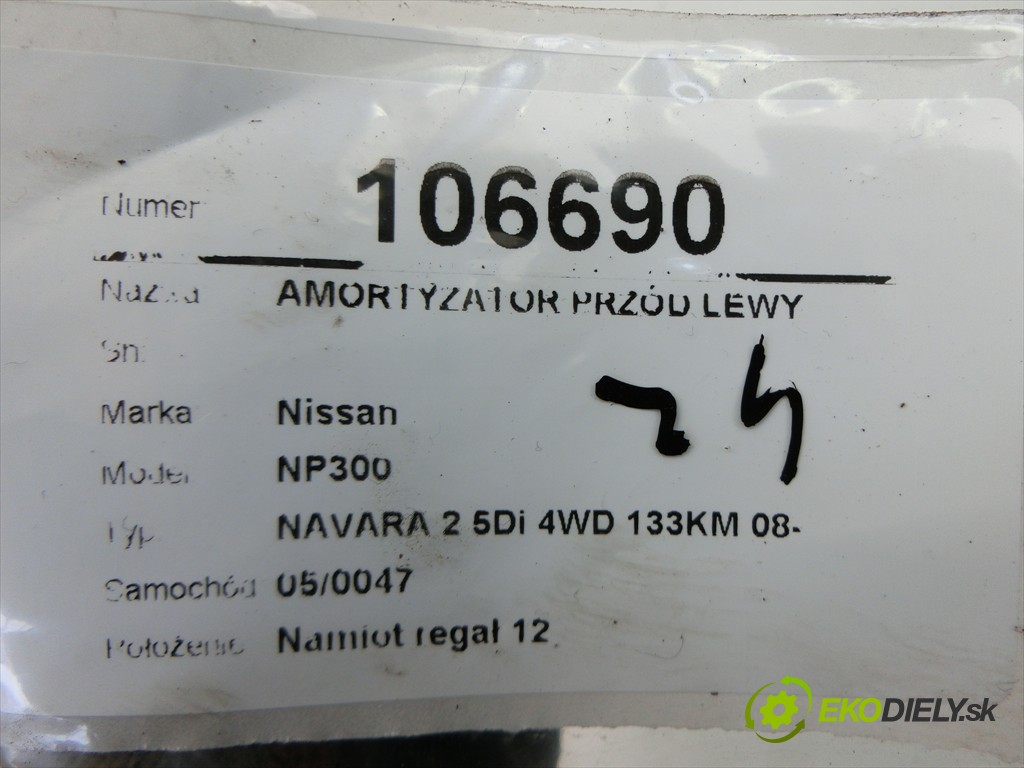 Numer 106690
Nazwa AMORTYZATOR PRZÓD LEWY
Sn:
Marka Nissan
Model NP300
Typ NAVARA 2 5Di 4WD 133KM 08-
Samochód 05/0047
Położenie Namiot regał 12
EKODIELY.sk